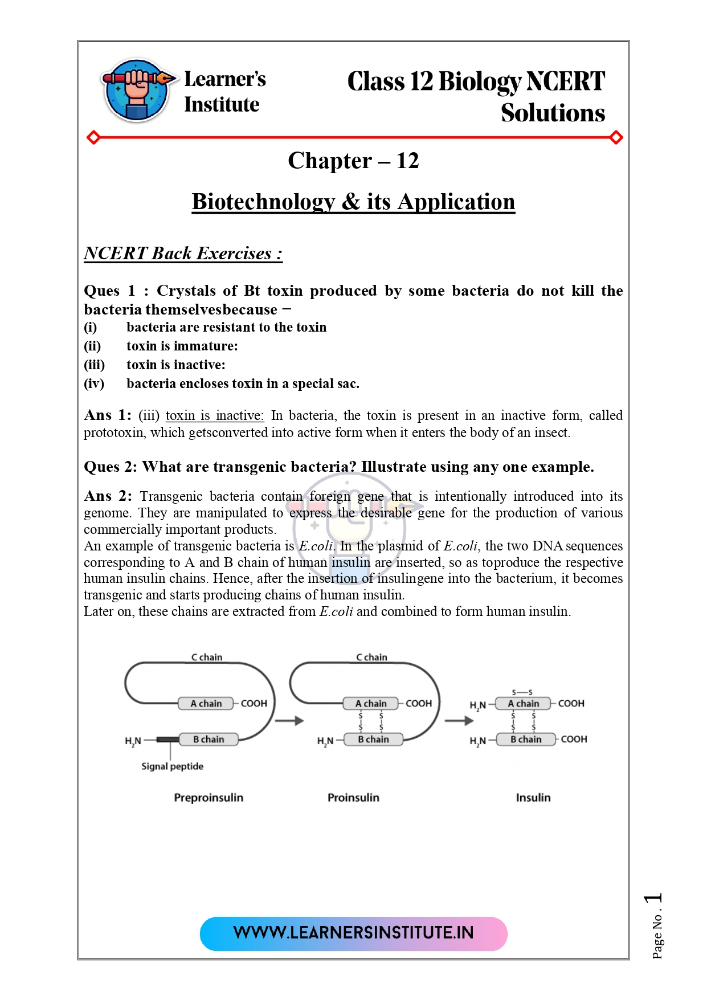 Learner's
Institute
Class 12 Biology NCERT
Solutions
Chapter – 12
Biotechnology & its Application
NCERT Back Exercises :
Ques 1 : Crystals of Bt toxin produced by some bacteria do not kill the
bacteria themselvesbecause −
(i) bacteria are resistant to the toxin
(ii) toxin is immature:
(iii) toxin is inactive:
(iv) bacteria encloses toxin in a special sac.
Ans 1: (iii) toxin is inactive: In bacteria, the toxin is present in an inactive form, called
prototoxin, which getsconverted into active form when it enters the body of an insect.
Ques 2: What are transgenic bacteria? Illustrate using any one example.
Ans 2: Transgenic bacteria contain foreign gene that is intentionally introduced into its
genome. They are manipulated to express the desirable gene for the production of various
commercially important products.
An example of transgenic bacteria is E.coli. In the plasmid of E.coli, the two DNA sequences
corresponding to A and B chain of human insulin are inserted, so as toproduce the respective
human insulin chains. Hence, after the insertion of insulingene into the bacterium, it becomes
transgenic and starts producing chains of human insulin.
Later on, these chains are extracted from E.coli and combined to form human insulin.
C chain
A chain COOH
H₂N B chain
Signal peptide
Preproinsulin
C chain
A chain COOH
S S
S S
H₂N B chain
Proinsulin
S—S
H₂N A chain COOH
S S
S S
H₂N B chain COOH
Insulin
WWW.LEARNERSINSTITUTE.IN
Page No . 1